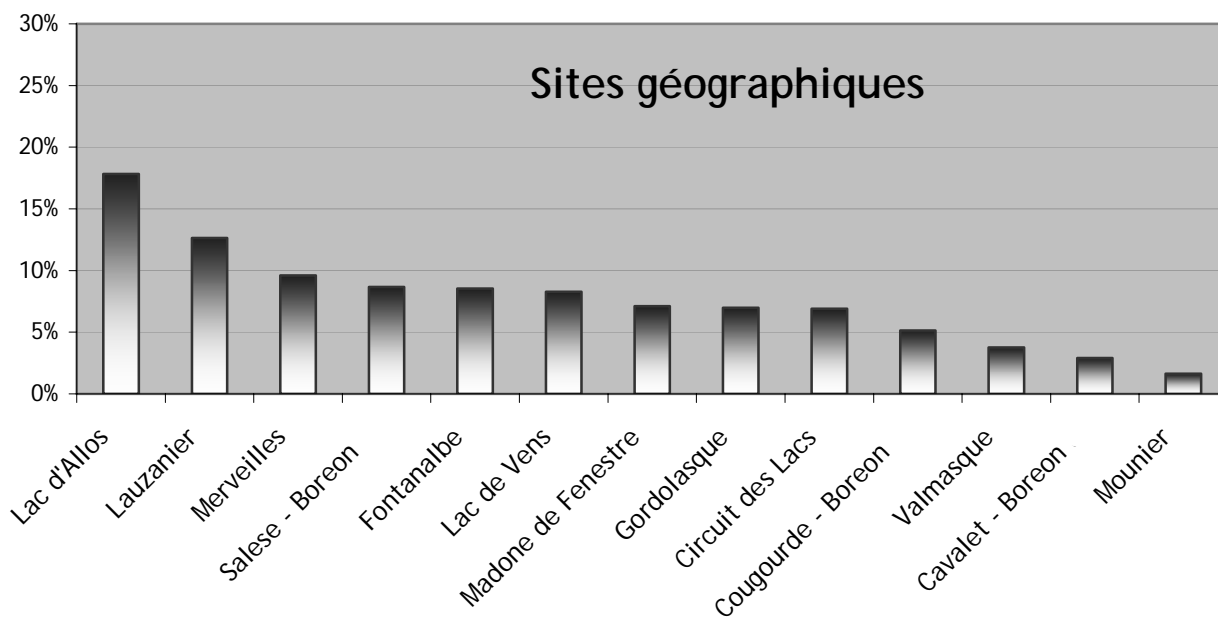 Sites géographiques
30%
25%
20%
15%
10%
5%
0%
Lac d'Allos
Lauzanier
Merveilles
Salese - Boreon
Fontanalbe
Lac de Vens
Madone de Fenestre
Gordolasque
Circuit des Lacs
Cougourde - Boreon
Valmasque
Cavalet - Boreon
Mounier